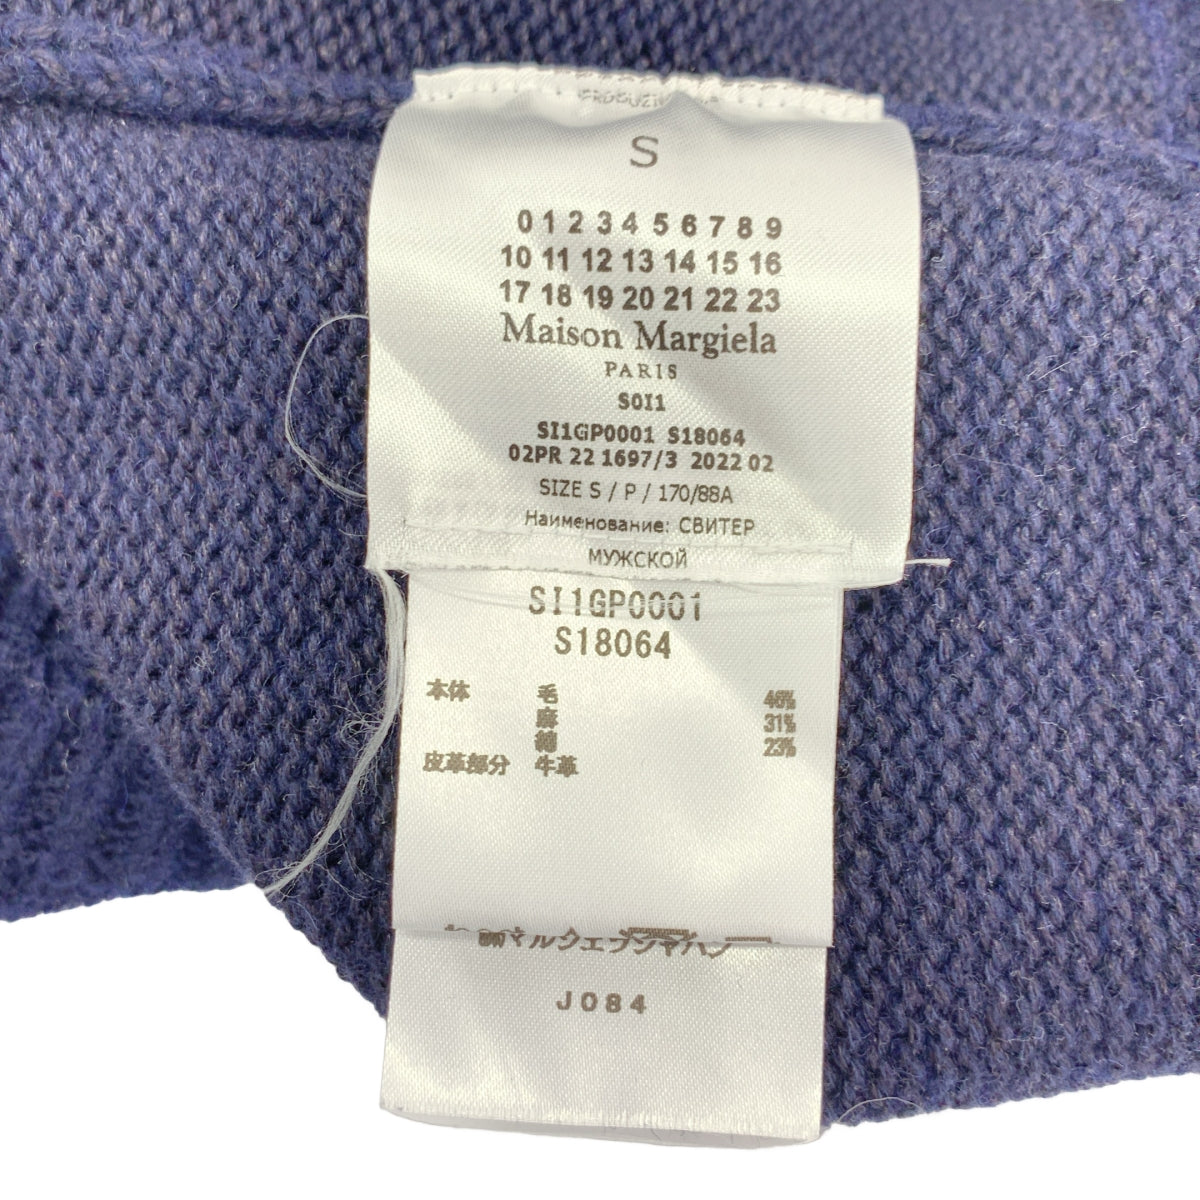 S
0 1 2 3 4 5 6 7 8 9
10 11 12 13 14 15 16
17 18 19 20 21 22 23
Maison Margiela
PARIS
S0I1
SI1GP0001 S18064
02PR 22 1697/3 2022 02
SIZE S / P / 170/88A
Наименование: СВИТЕР
МУЖСКОЙ
SI1GP0001
S18064
本体 毛 46%
麻 31%
綿 23%
皮革部分 牛革
J084